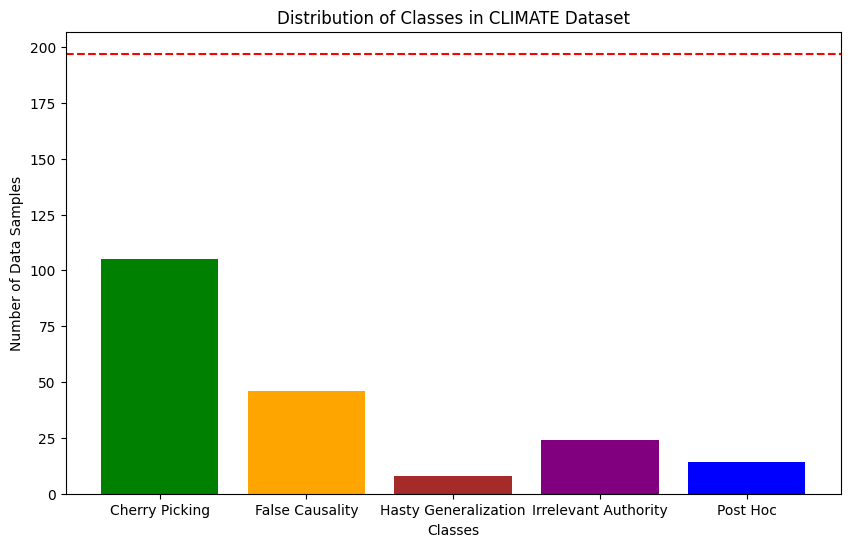 Distribution of Classes in CLIMATE Dataset
Number of Data Samples
200
175
150
125
100
75
50
25
0
Cherry Picking
False Causality
Hasty Generalization
Irrelevant Authority
Post Hoc
Classes